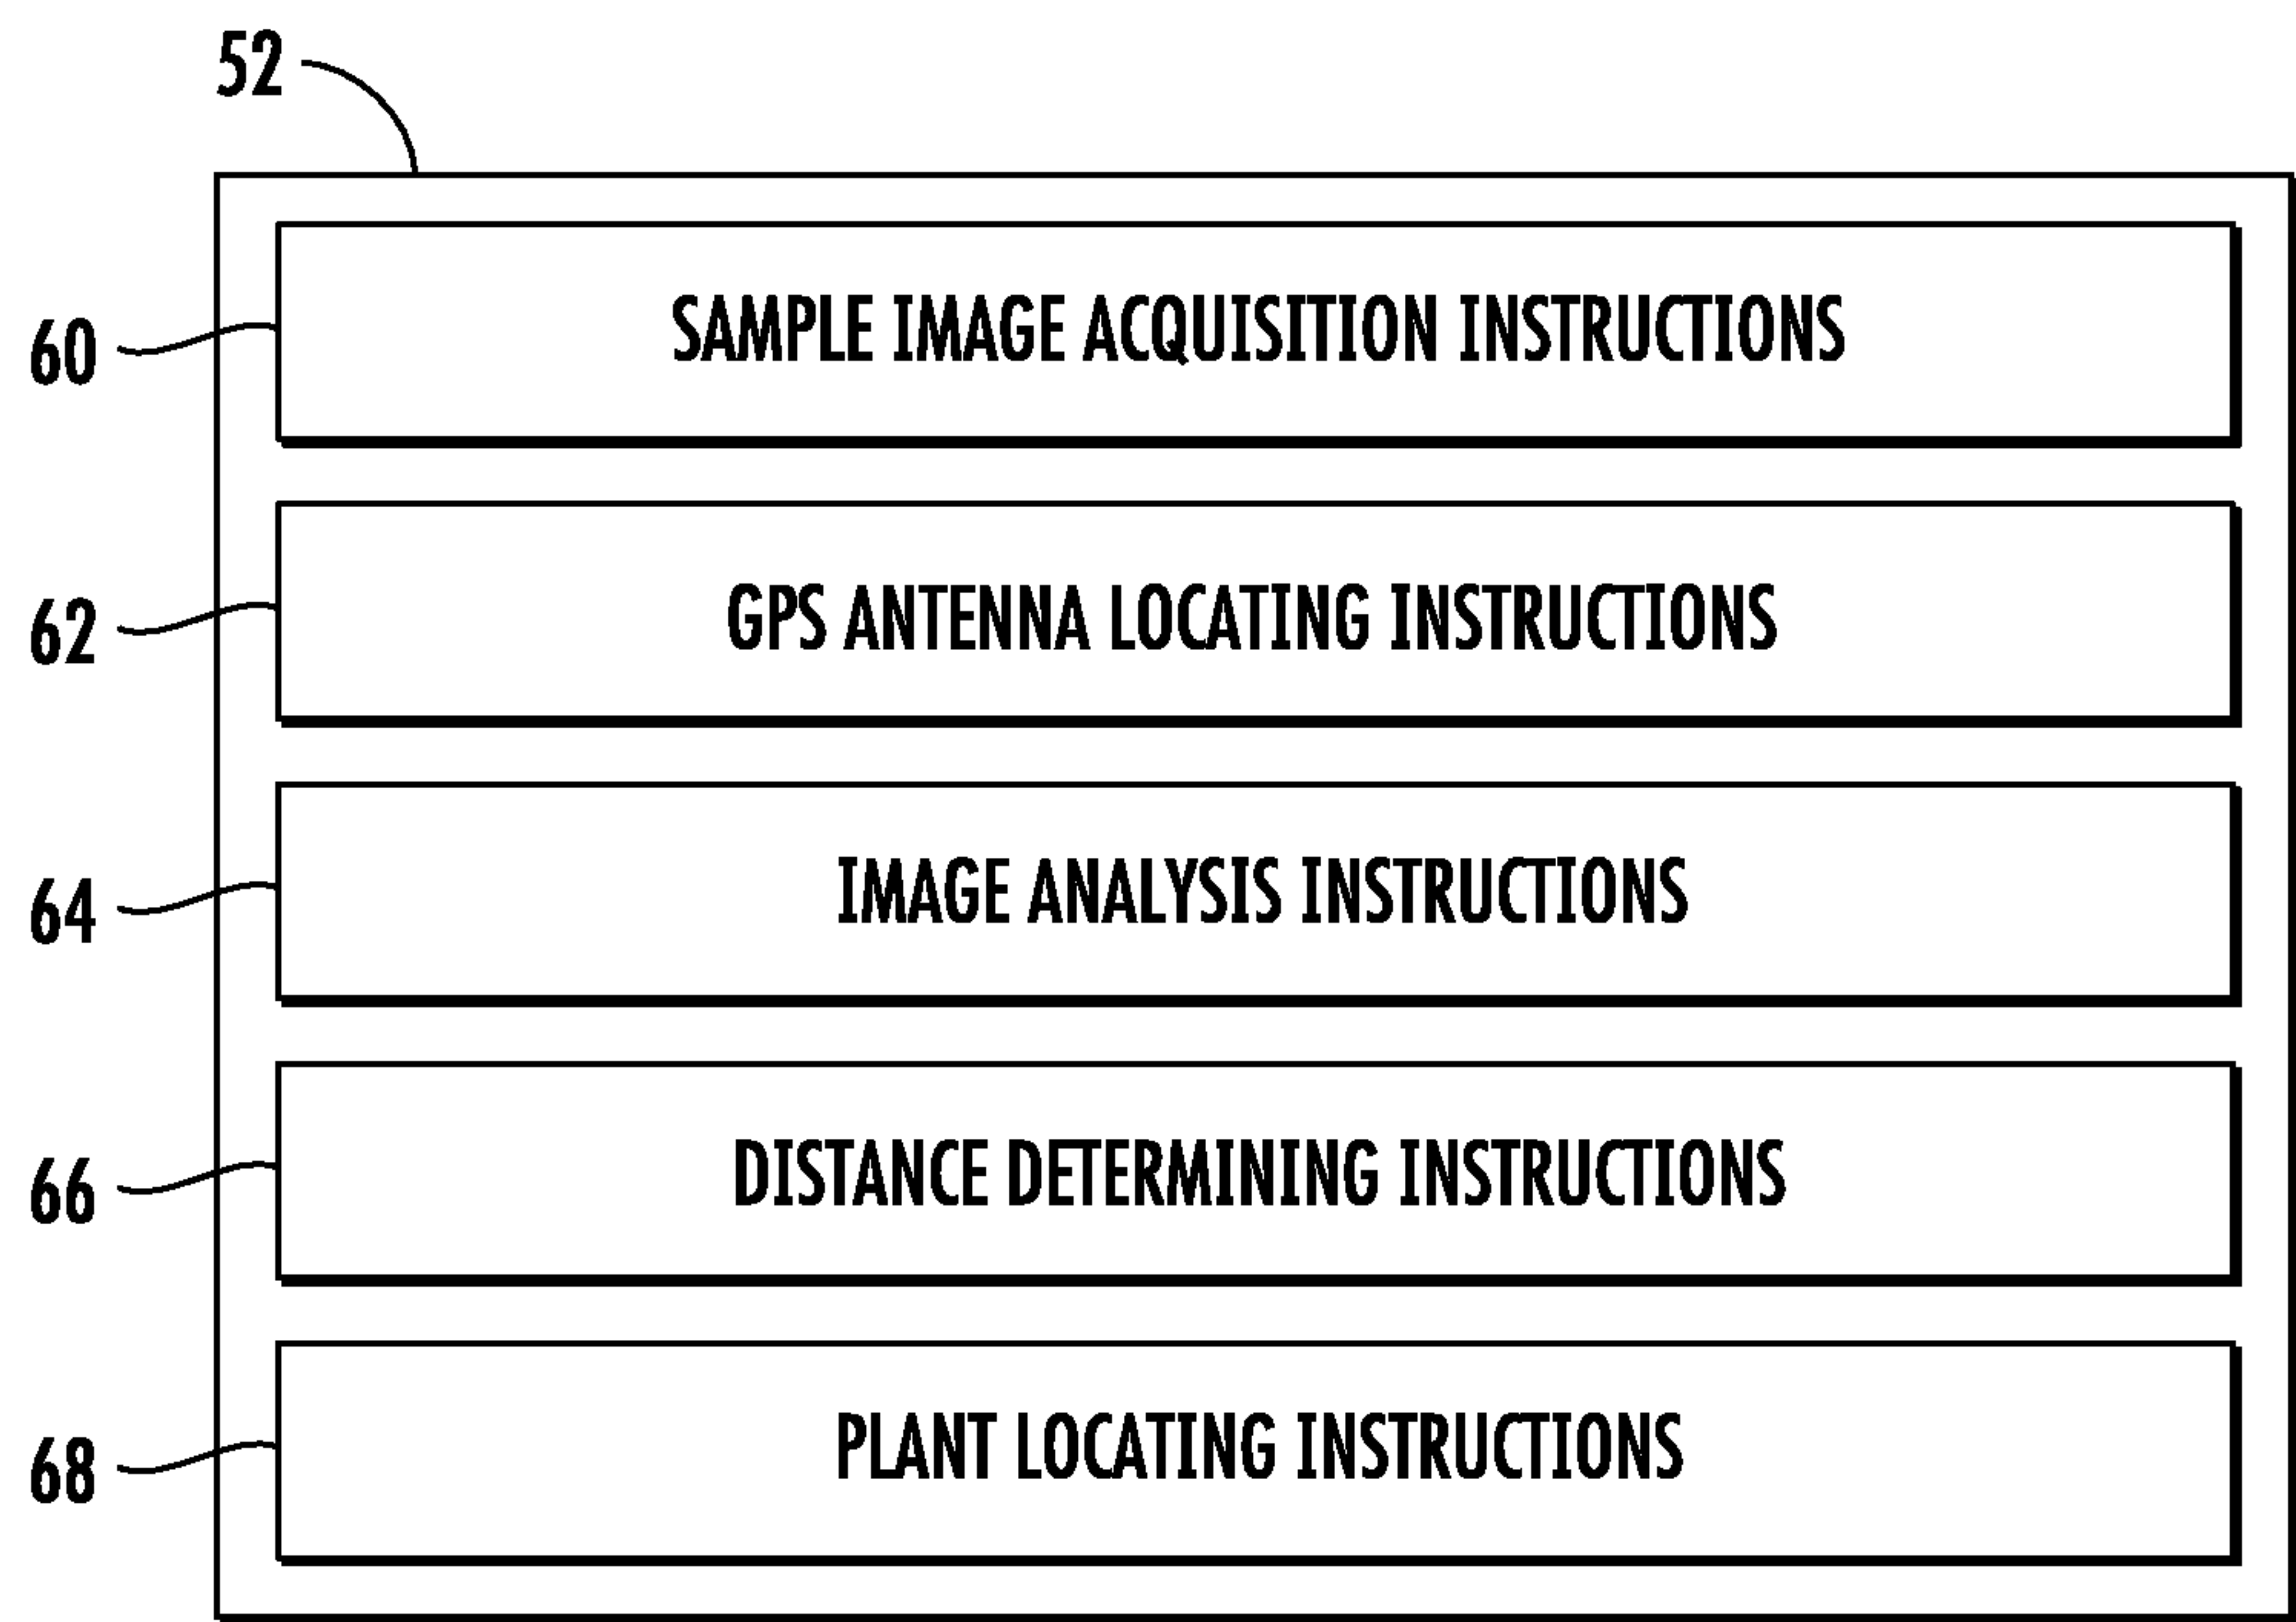 52
60
SAMPLE IMAGE ACQUISITION INSTRUCTIONS
62
GPS ANTENNA LOCATING INSTRUCTIONS
64
IMAGE ANALYSIS INSTRUCTIONS
66
DISTANCE DETERMINING INSTRUCTIONS
68
PLANT LOCATING INSTRUCTIONS